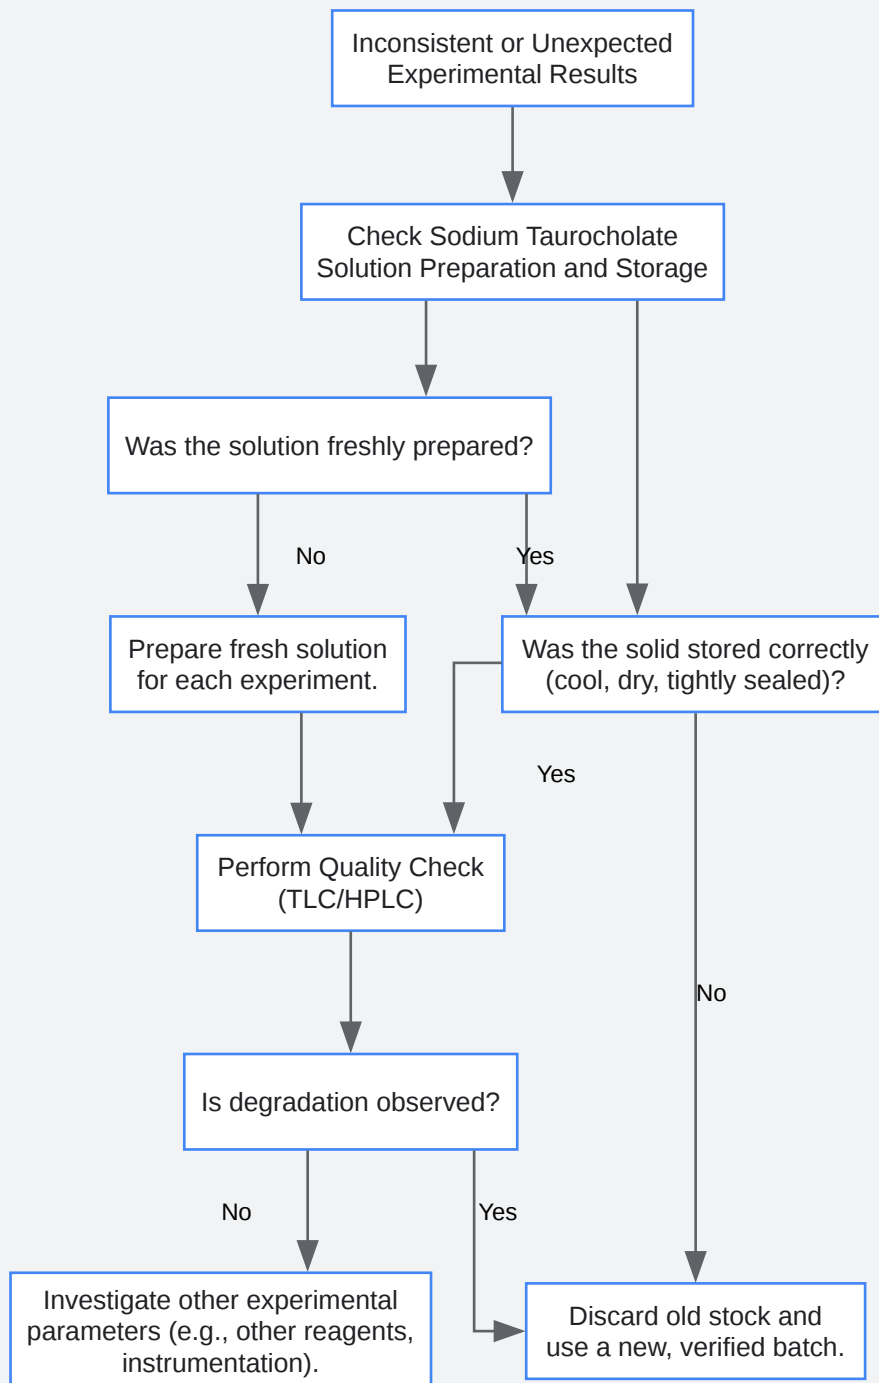 Inconsistent or Unexpected
Experimental Results
Check Sodium Taurocholate
Solution Preparation and Storage
Was the solution freshly prepared?
No
Yes
Prepare fresh solution
for each experiment.
Was the solid stored correctly
(cool, dry, tightly sealed)?
Yes
Perform Quality Check
(TLC/HPLC)
No
Is degradation observed?
No
Yes
Investigate other experimental
parameters (e.g., other reagents,
instrumentation).
Discard old stock and
use a new, verified batch.